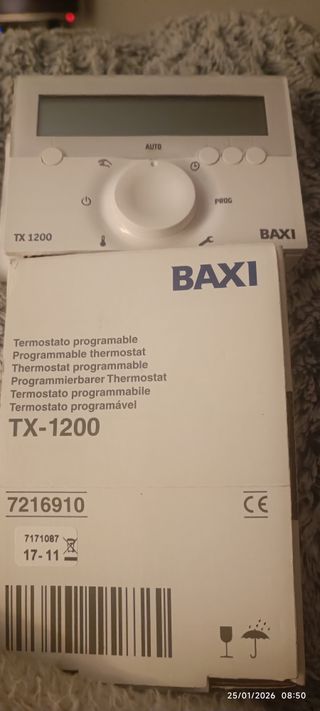 AUTO
PROG
TX 1200
BAXI
BAXI
Termostato programable
Programmable thermostat
Thermostat programmable
Programmierbarer Thermostat
Termostato programmabile
Termostato programável
TX-1200
7216910
CE
7171087
17-11
25/01/2026 08:50